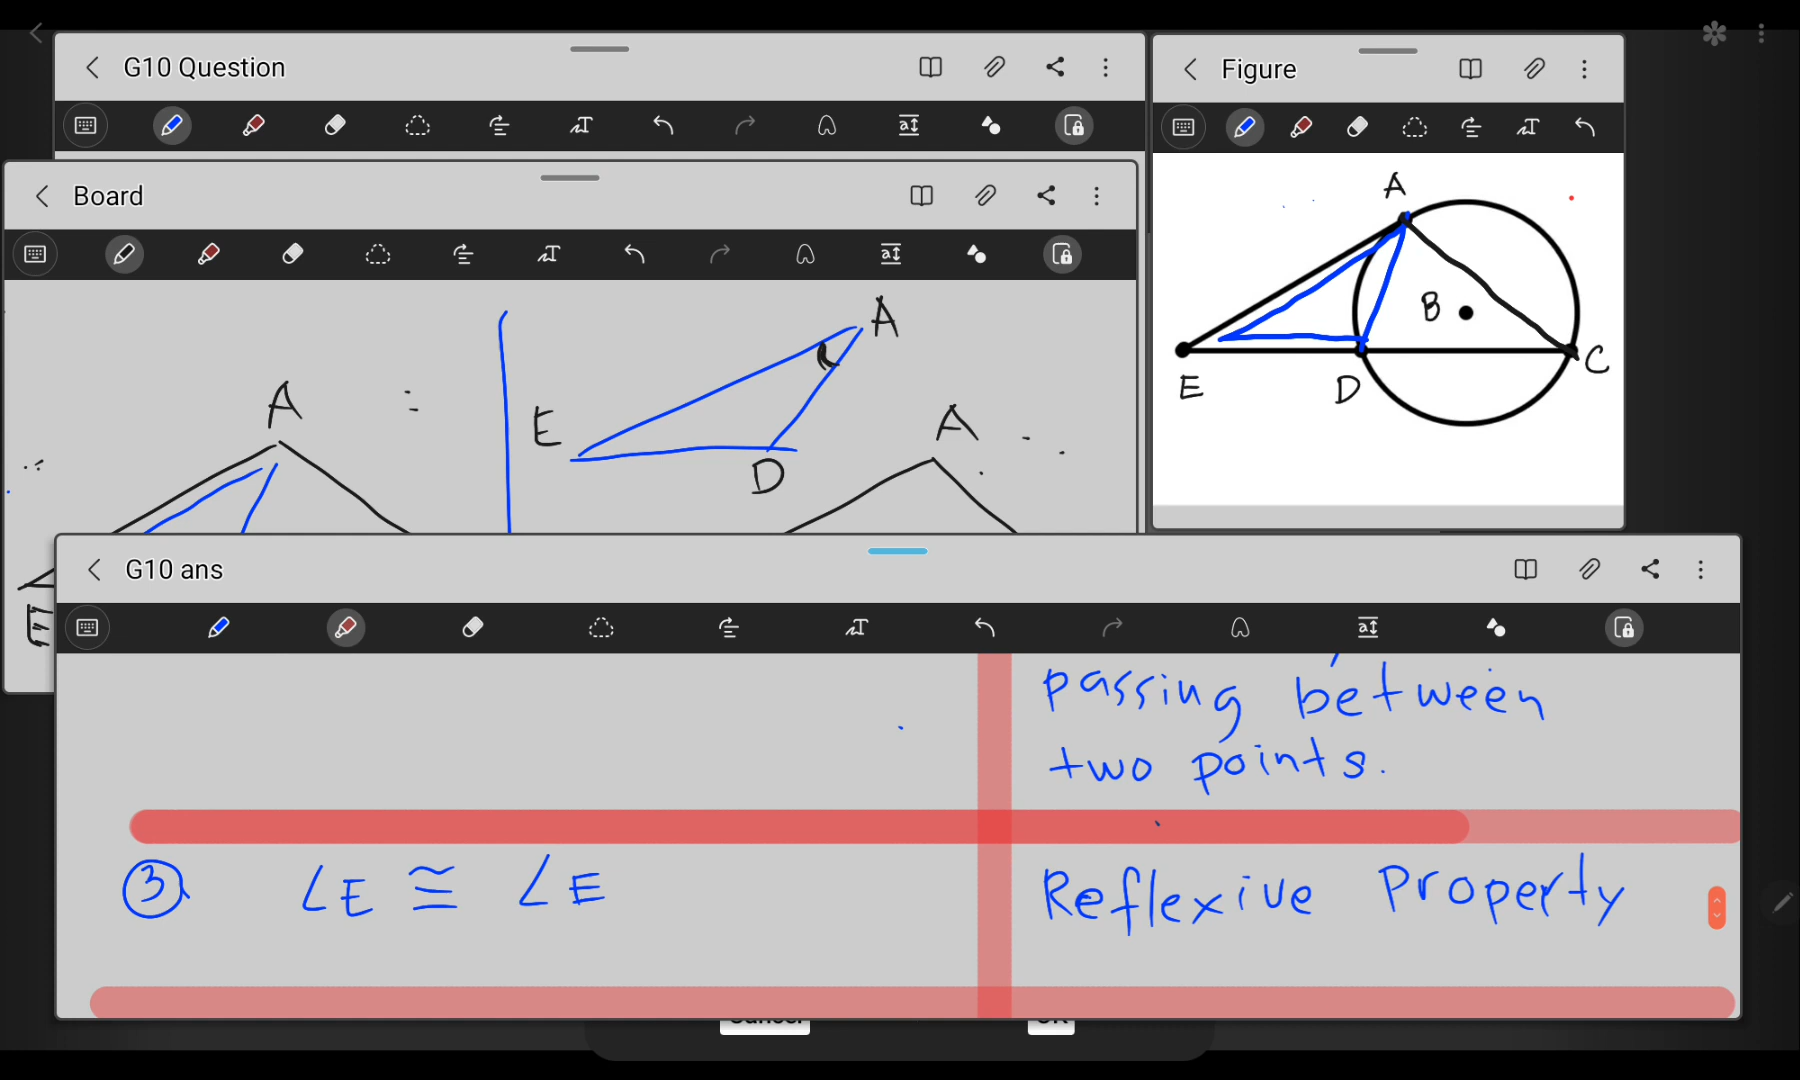 G10 Question
Figure
Board
A
B
C
E
D
A
E
D
A
A
E
G10 ans
passing between
two points.
3 ∠E ≅ ∠E
Reflexive Property